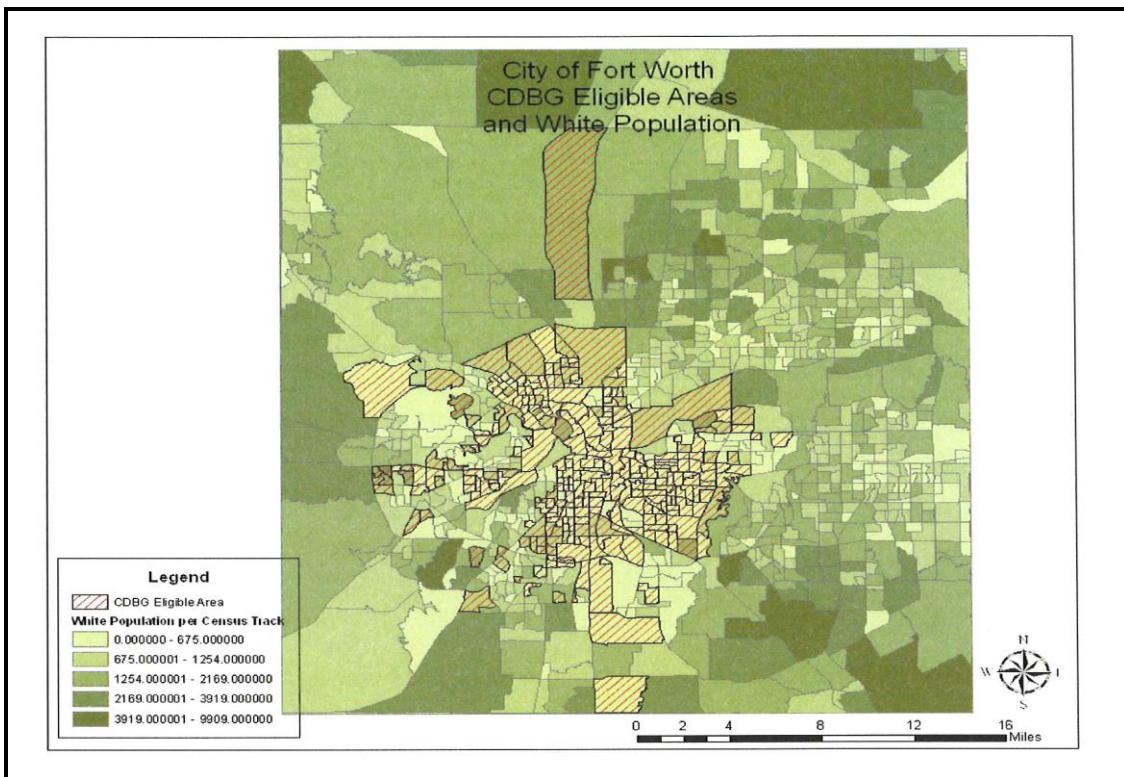 City of Fort Worth
CDBG Eligible Areas
and White Population
Legend
CDBG Eligible Area
White Population per Census Track
0.000000 - 675.000000
675.000001 - 1254.000000
1254.000001 - 2169.000000
2169.000001 - 3919.000000
3919.000001 - 9909.000000
N
W
S
0 2 4 8 12 16
Miles